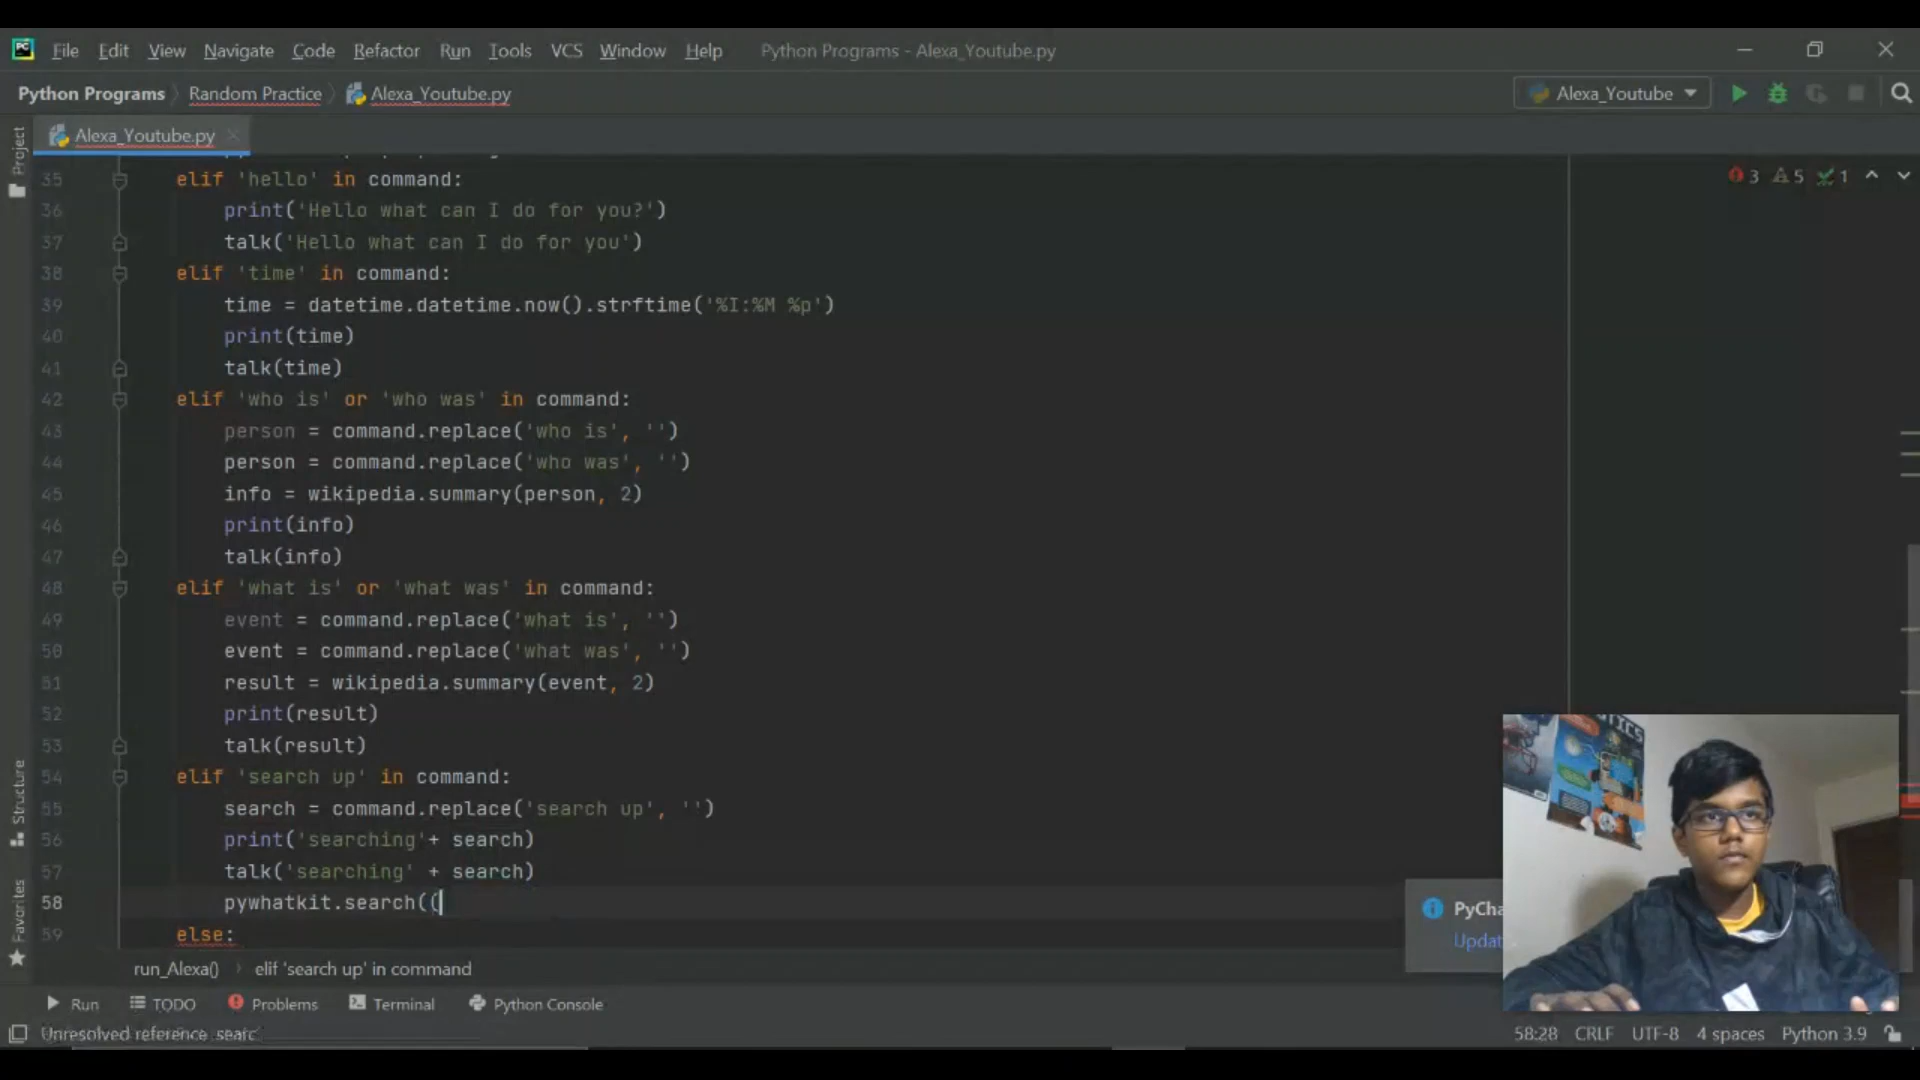 File Edit View Navigate Code Refactor Run Tools VCS Window Help Python Programs - Alexa_Youtube.py
Python Programs Random Practice Alexa_Youtube.py Alexa_Youtube
Alexa_Youtube.py
Project
3 5 1
35 elif 'hello' in command:
36 print('Hello what can I do for you?')
37 talk('Hello what can I do for you')
38 elif 'time' in command:
39 time = datetime.datetime.now().strftime('%I:%M %p')
40 print(time)
41 talk(time)
42 elif 'who is' or 'who was' in command:
43 person = command.replace('who is', '')
44 person = command.replace('who was', '')
45 info = wikipedia.summary(person, 2)
46 print(info)
47 talk(info)
48 elif 'what is' or 'what was' in command:
49 event = command.replace('what is', '')
50 event = command.replace('what was', '')
51 result = wikipedia.summary(event, 2)
52 print(result)
53 talk(result)
54 elif 'search up' in command:
55 search = command.replace('search up', '')
56 print('searching'+ search)
57 talk('searching' + search)
58 pywhatkit.search((
59 else:
Structure
Favorites
PyCha
Updat
run_Alexa() elif 'search up' in command
Run TODO Problems Terminal Python Console
Unresolved reference 'searc 58:28 CRLF UTF-8 4 spaces Python 3.9